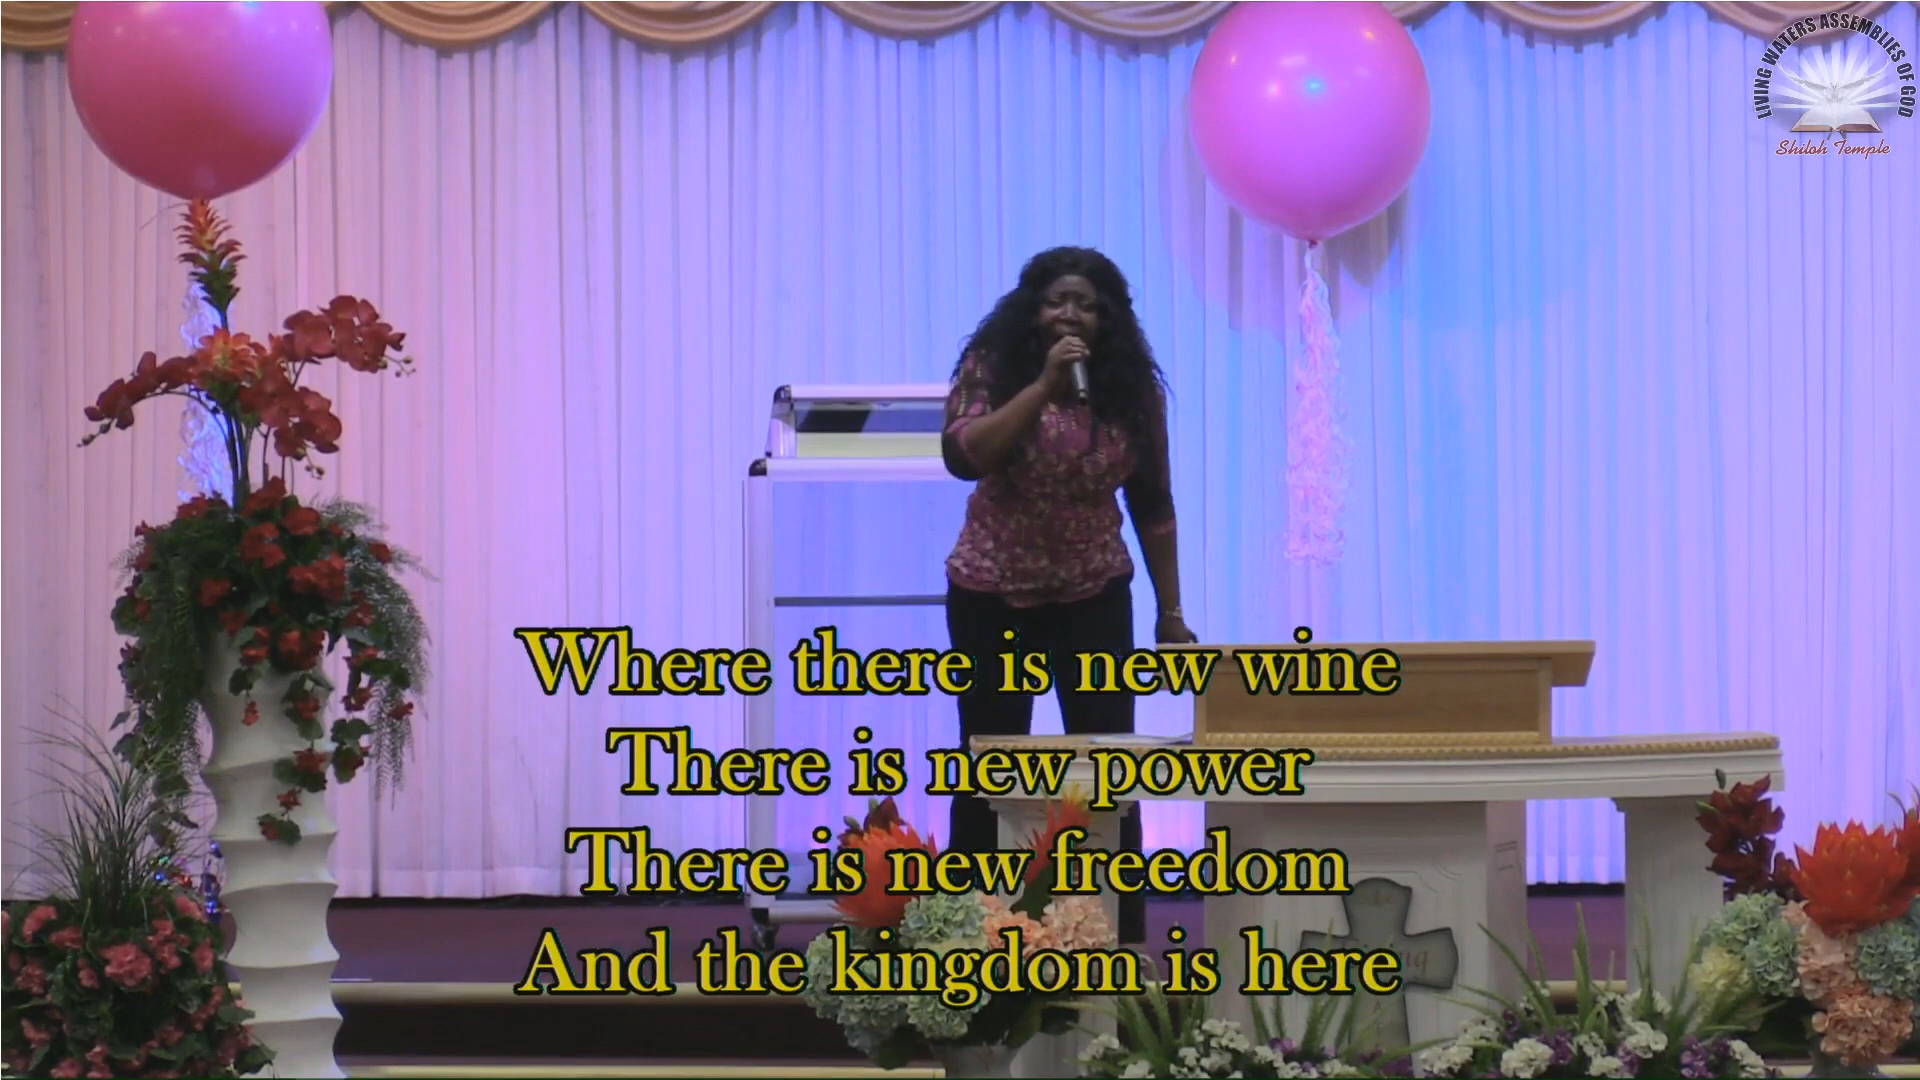 LIVING WATERS ASSEMBLIES OF GOD
Shiloh Temple
Where there is new wine
There is new power
There is new freedom
And the kingdom is here